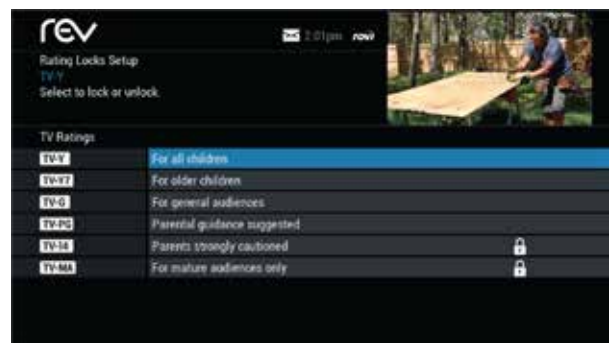 rev
2:01pm rovi
Rating Locks Setup
TV-Y
Select to lock or unlock.
TV Ratings
TV-Y For all children
TV-Y7 For older children
TV-G For general audiences
TV-PG Parental guidance suggested
TV-14 Parents strongly cautioned
TV-MA For mature audiences only